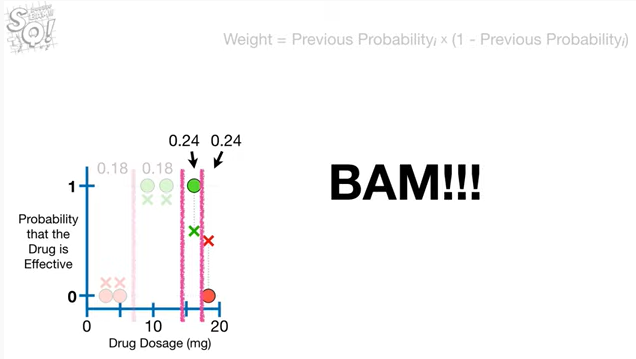 SQ!
Weight = Previous Probabilityi × (1 - Previous Probabilityi)
0.24 0.24
0.18 0.18
BAM!!!
1
Probability
that the
Drug is
Effective
0
0 10 20
Drug Dosage (mg)